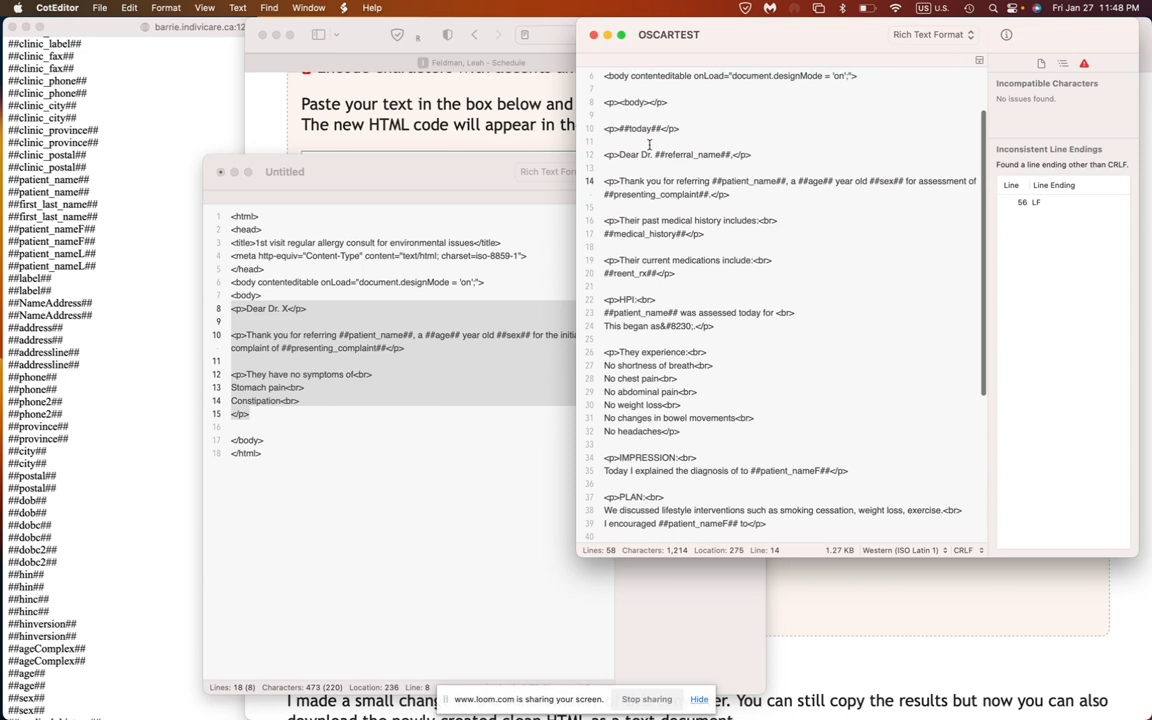 CotEditor File Edit Format View Text Find Window Help
US U.S. Fri Jan 27 11:48 PM
barrie.indivicare.ca:12
##clinic_label##
##clinic_fax##
##clinic_fax##
##clinic_phone##
##clinic_phone##
##clinic_city##
##clinic_city##
##clinic_province##
##clinic_province##
##clinic_postal##
##clinic_postal##
##patient_name##
##patient_name##
##first_last_name##
##first_last_name##
##patient_nameF##
##patient_nameF##
##patient_nameL##
##patient_nameL##
##label##
##label##
##NameAddress##
##NameAddress##
##address##
##address##
##addressline##
##addressline##
##phone##
##phone##
##phone2##
##phone2##
##province##
##province##
##city##
##city##
##postal##
##postal##
##dob##
##dob##
##dobc##
##dobc##
##dobc2##
##dobc2##
##hin##
##hin##
##hinc##
##hinc##
##hinversion##
##hinversion##
##ageComplex##
##ageComplex##
##age##
##age##
##sex##
##sex##
Feldman, Leah - Schedule
Paste your text in the box below and
The new HTML code will appear in the
Untitled
Rich Text For
1 <html>
2 <head>
3 <title>1st visit regular allergy consult for environmental issues</title>
4 <meta http-equiv="Content-Type" content="text/html; charset=iso-8859-1">
5 </head>
6 <body contenteditable onLoad="document.designMode = 'on';">
7 <body>
8 <p>Dear Dr. X</p>
9
10 <p>Thank you for referring ##patient_name##, a ##age## year old ##sex## for the initi
complaint of ##presenting_complaint##</p>
11
12 <p>They have no symptoms of<br>
13 Stomach pain<br>
14 Constipation<br>
15 </p>
16
17 </body>
18 </html>
Lines: 18 (8) Characters: 473 (220) Location: 236 Line: 8
OSCARTEST
Rich Text Format
6 <body contenteditable onLoad="document.designMode = 'on';">
7
8 <p><body></p>
9
10 <p>##today##</p>
11
12 <p>Dear Dr. ##referral_name##,</p>
13
14 <p>Thank you for referring ##patient_name##, a ##age## year old ##sex## for assessment of
##presenting_complaint##.</p>
15
16 <p>Their past medical history includes:<br>
17 ##medical_history##</p>
18
19 <p>Their current medications include:<br>
20 ##reent_rx##</p>
21
22 <p>HPI:<br>
23 ##patient_name## was assessed today for <br>
24 This began as&#8230;.</p>
25
26 <p>They experience:<br>
27 No shortness of breath<br>
28 No chest pain<br>
29 No abdominal pain<br>
30 No weight loss<br>
31 No changes in bowel movements<br>
32 No headaches</p>
33
34 <p>IMPRESSION:<br>
35 Today I explained the diagnosis of to ##patient_nameF##</p>
36
37 <p>PLAN:<br>
38 We discussed lifestyle interventions such as smoking cessation, weight loss, exercise.<br>
39 I encouraged ##patient_nameF## to</p>
40
Lines: 58 Characters: 1,214 Location: 275 Line: 14 1.27 KB Western (ISO Latin 1) CRLF
Incompatible Characters
No issues found.
Inconsistent Line Endings
Found a line ending other than CRLF.
Line Line Ending
56 LF
www.loom.com is sharing your screen. Stop sharing Hide
I made a small chang
er. You can still copy the results but now you can also